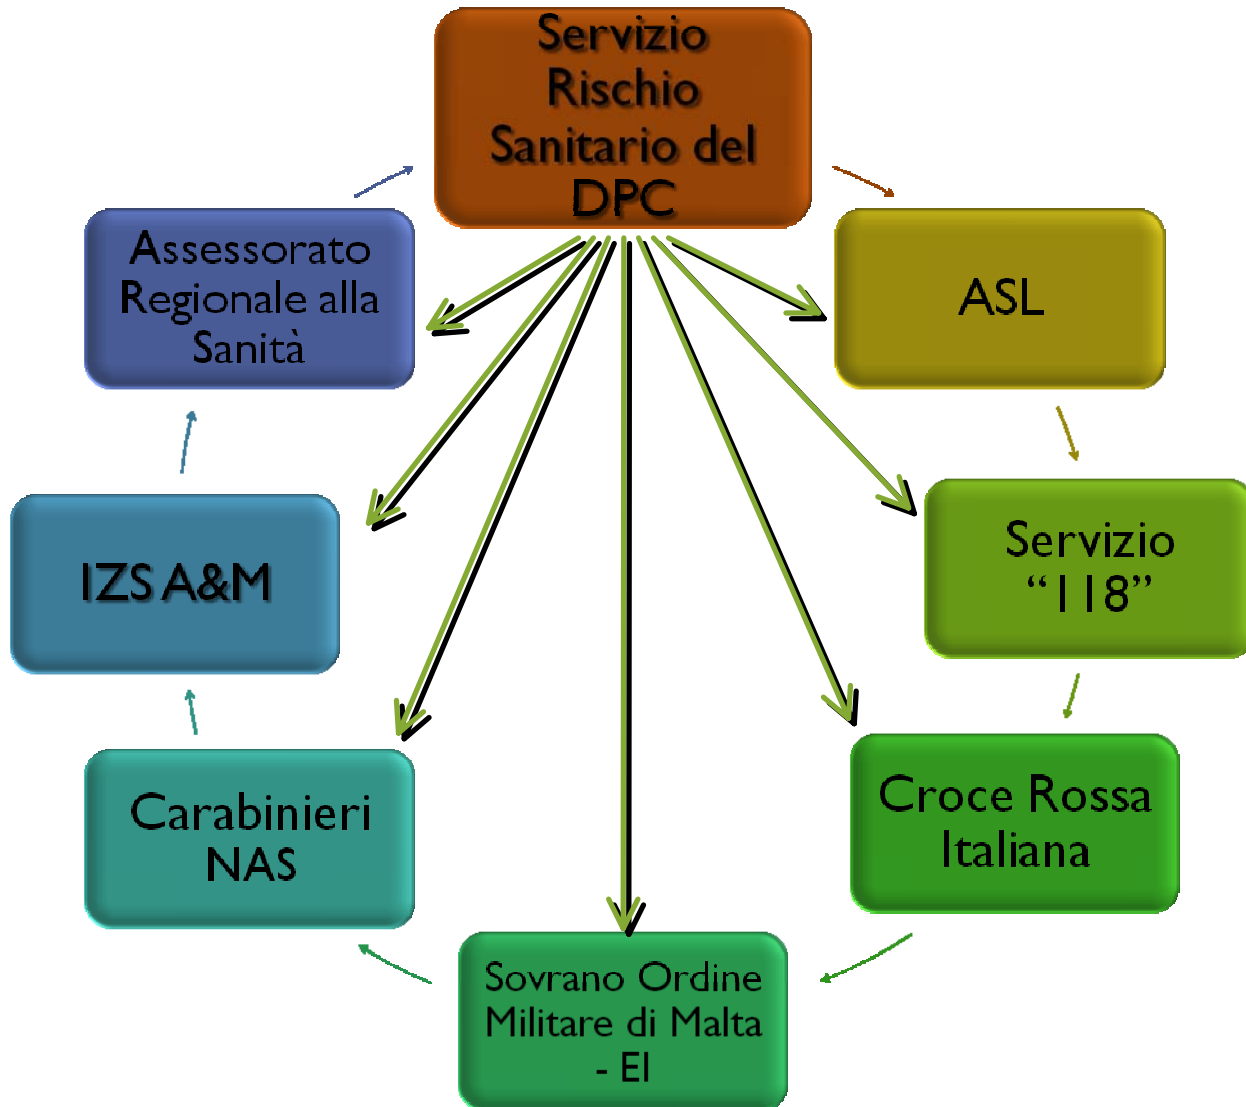 Servizio
Rischio
Sanitario del
DPC
Assessorato
Regionale alla
Sanità
ASL
IZS A&M
Servizio
“118”
Carabinieri
NAS
Croce Rossa
Italiana
Sovrano Ordine
Militare di Malta
- EI